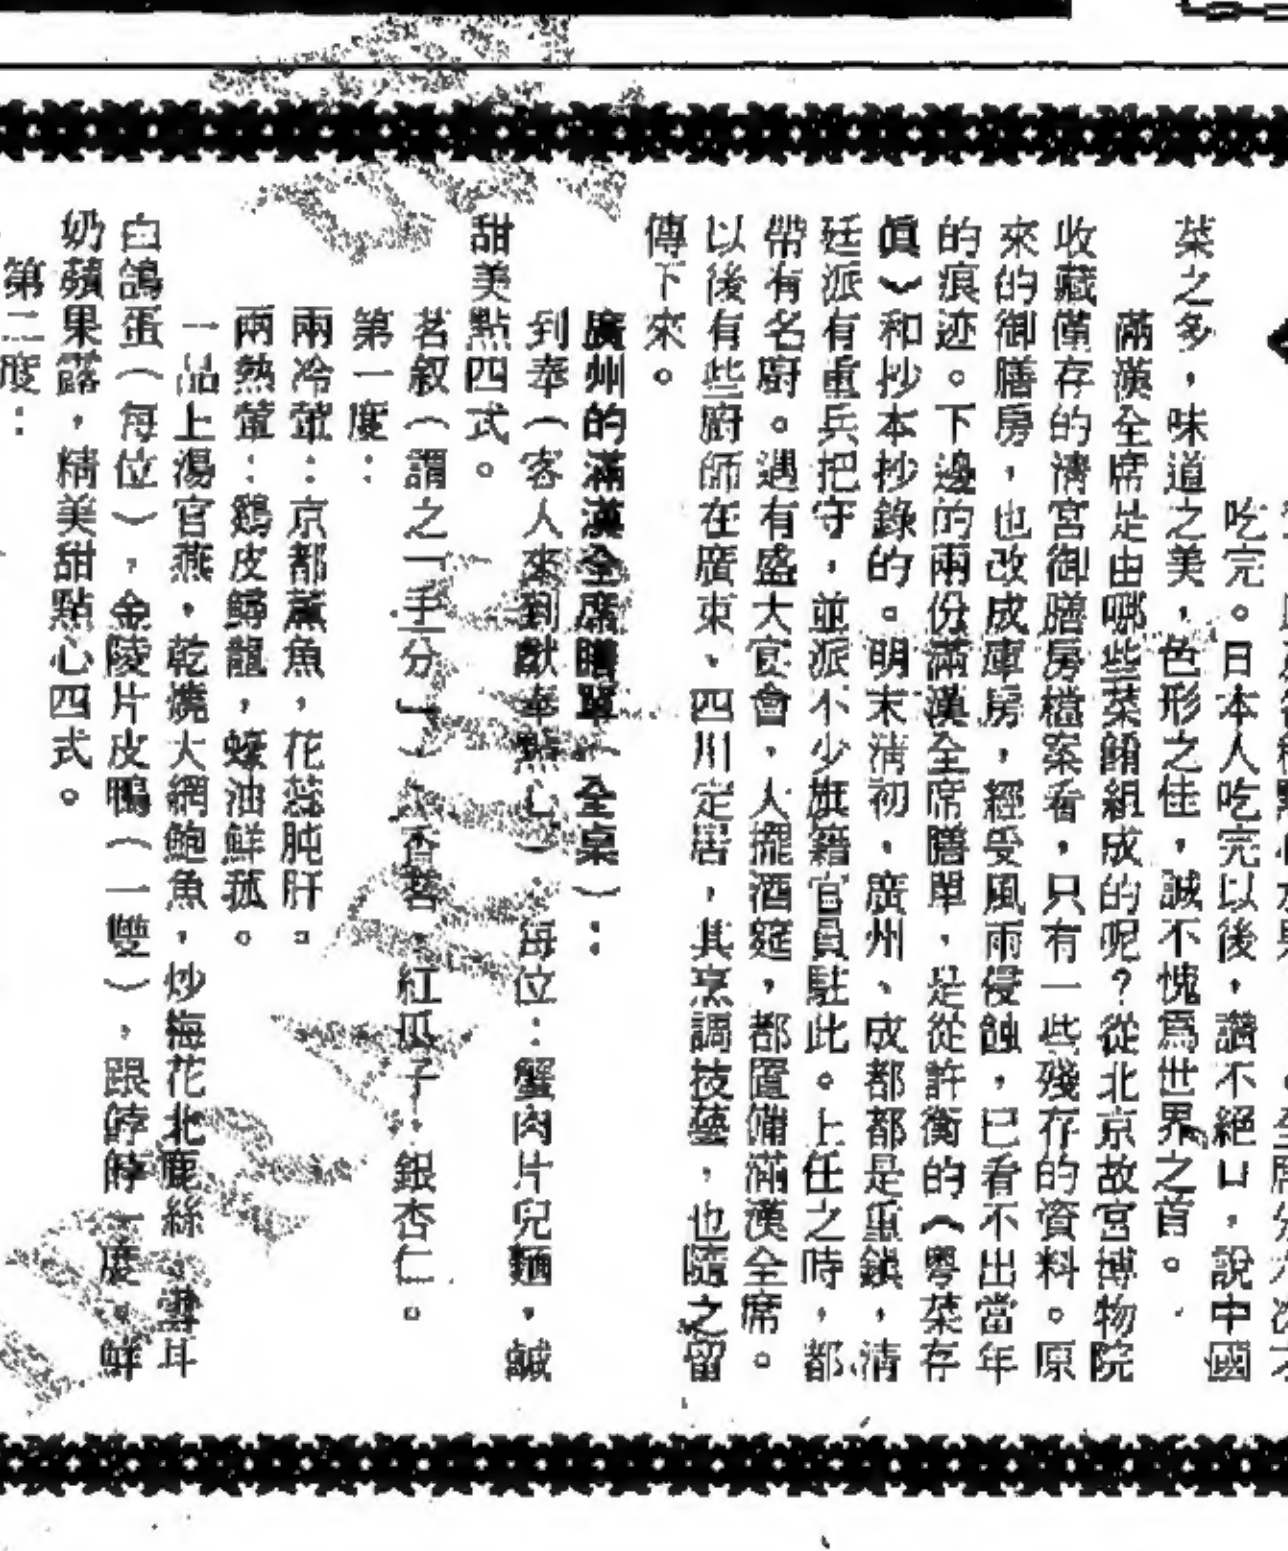 吃完。日本人吃完以後，讚不絕口，說中國
菜之多，味道之美，色形之佳，誠不愧爲世界之首。
滿漢全席是由哪些菜餚組成的呢？從北京故宮博物院
收藏僅存的清宮御膳房檔案看，只有一些殘存的資料。原
來的御膳房，也改成庫房，經受風雨侵蝕，已看不出當年
的痕迹。下邊的兩份滿漢全席膳單，是從許衡的︽粵菜存
眞︾和抄本抄錄的。明末清初，廣州、成都都是重鎮，清
廷派有重兵把守，並派不少旗籍官員駐此。上任之時，都
帶有名廚。遇有盛大宴會，人擺酒筵，都置備滿漢全席。
以後有些廚師在廣東、四川定居，其烹調技藝，也隨之留
傳下來。
廣州的滿漢全席膳單（全桌）：
到奉（客人來到獻奉點心），每位：蟹肉片兒麵，鹹
甜美點四式。
茗敘（謂之「手分」）香茗，紅瓜子，銀杏仁。
第一度：
兩冷葷：京都薰魚，花蕊肫肝。
兩熱葷：鷄皮鱘龍，蠔油鮮菰。
一品上湯官燕，乾燒大網鮑魚，炒梅花北鹿絲，雪耳
白鴿蛋（每位），金陵片皮鴨（一雙），跟餑餑一度。鮮
奶蘋果露，精美甜點心四式。
第二度：